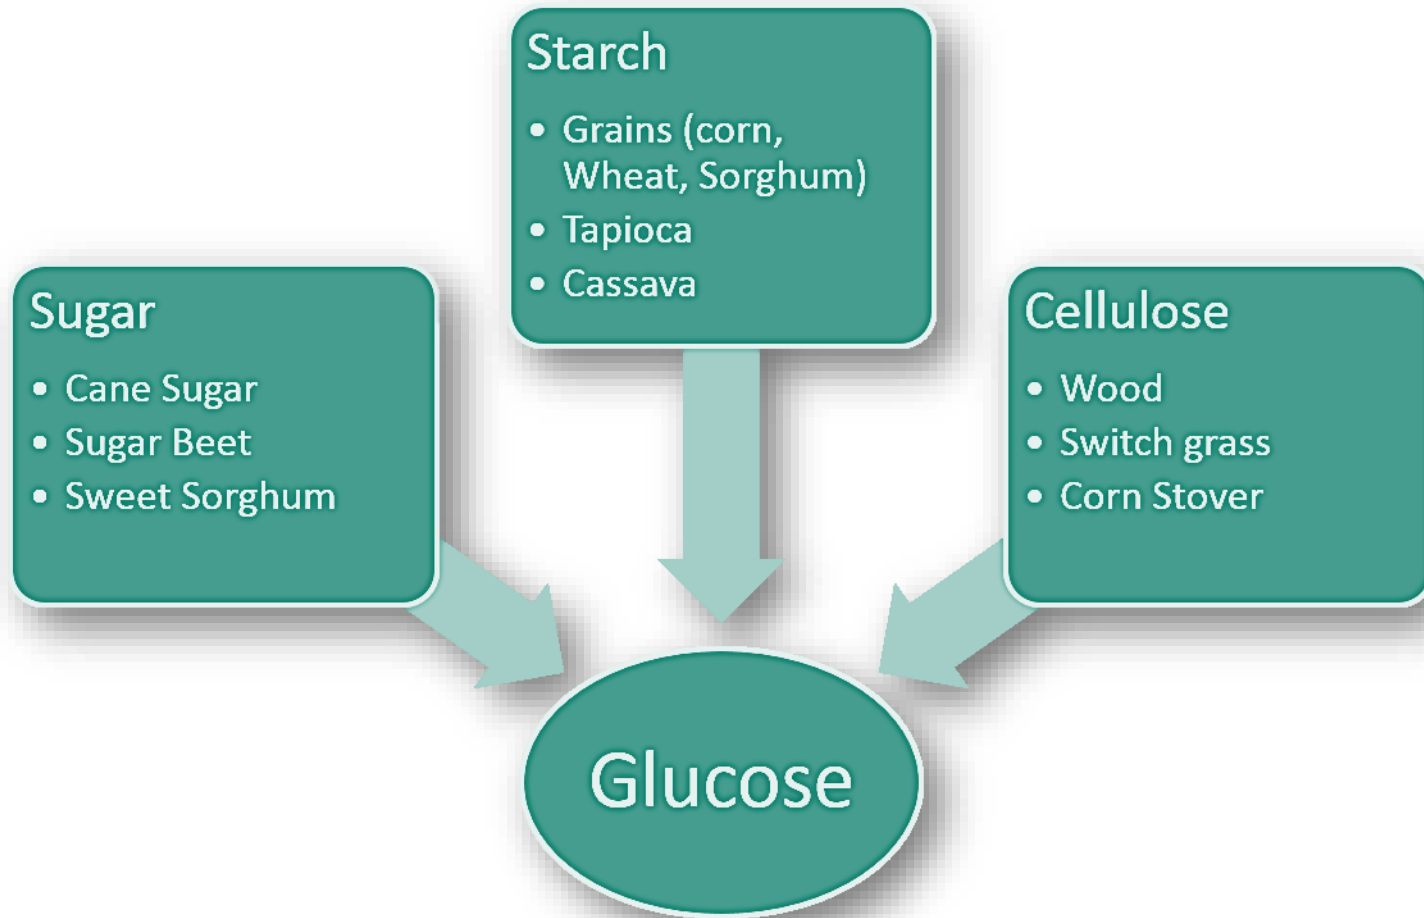 Starch
• Grains (corn,
Wheat, Sorghum)
• Tapioca
• Cassava
Sugar
• Cane Sugar
• Sugar Beet
• Sweet Sorghum
Cellulose
• Wood
• Switch grass
• Corn Stover
Glucose